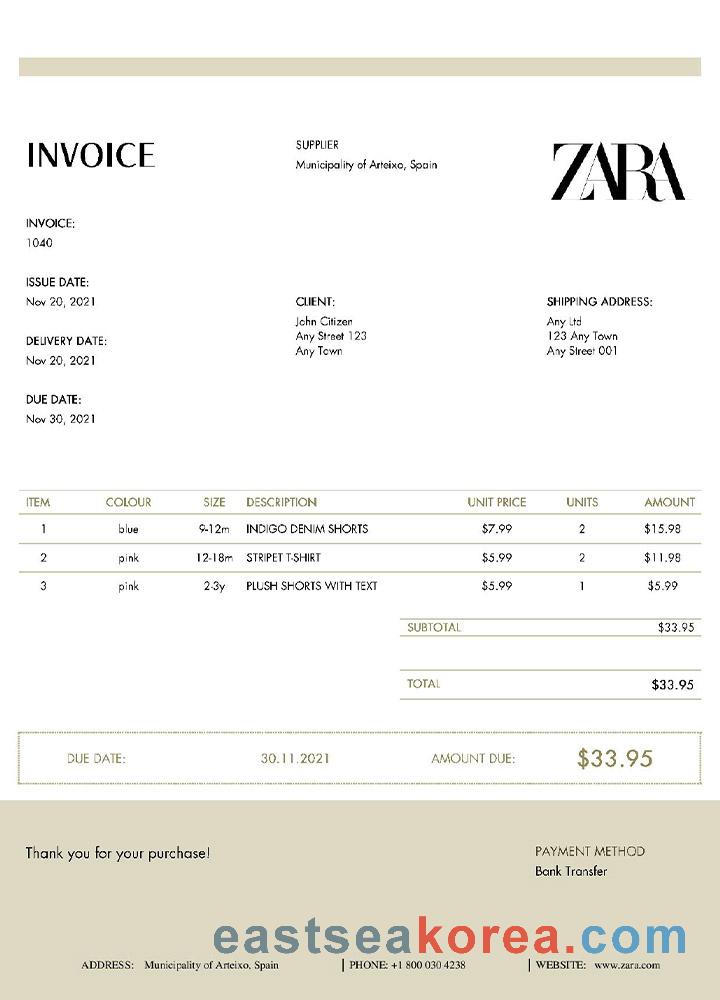 INVOICE
SUPPLIER
Municipality of Arteixo, Spain
ZARA
INVOICE:
1040
ISSUE DATE:
Nov 20, 2021
DELIVERY DATE:
Nov 20, 2021
DUE DATE:
Nov 30, 2021
CLIENT:
John Citizen
Any Street 123
Any Town
SHIPPING ADDRESS:
Any Ltd
123 Any Town
Any Street 001
ITEM COLOUR SIZE DESCRIPTION UNIT PRICE UNITS AMOUNT
1 blue 9-12m INDIGO DENIM SHORTS $7.99 2 $15.98
2 pink 12-18m STRIPET T-SHIRT $5.99 2 $11.98
3 pink 2-3y PLUSH SHORTS WITH TEXT $5.99 1 $5.99
SUBTOTAL $33.95
TOTAL $33.95
DUE DATE: 30.11.2021 AMOUNT DUE: $33.95
Thank you for your purchase!
PAYMENT METHOD
Bank Transfer
eastseakorea.com
ADDRESS: Municipality of Arteixo, Spain | PHONE: +1 800 030 4238 | WEBSITE: www.zara.com